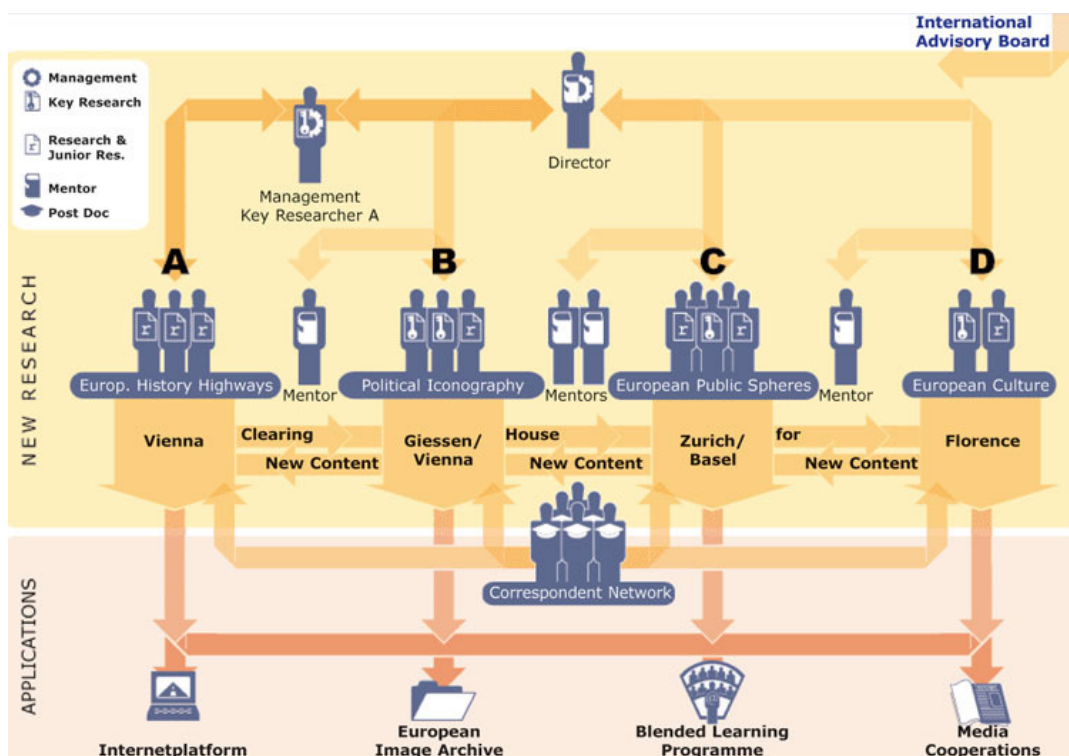 International
Advisory Board
Management
Key Research
Research &
Junior Res.
Mentor
Post Doc
Director
Management
Key Researcher A
NEW RESEARCH
A
B
C
D
r
r
r
r
r
r
Europ. History Highways
Mentor
Political Iconography
Mentors
European Public Spheres
Mentor
European Culture
Vienna
Clearing
New Content
Giessen/
Vienna
House
New Content
Zurich/
Basel
for
New Content
Florence
Correspondent Network
APPLICATIONS
Internetplatform
European
Image Archive
Blended Learning
Programme
Media
Cooperations